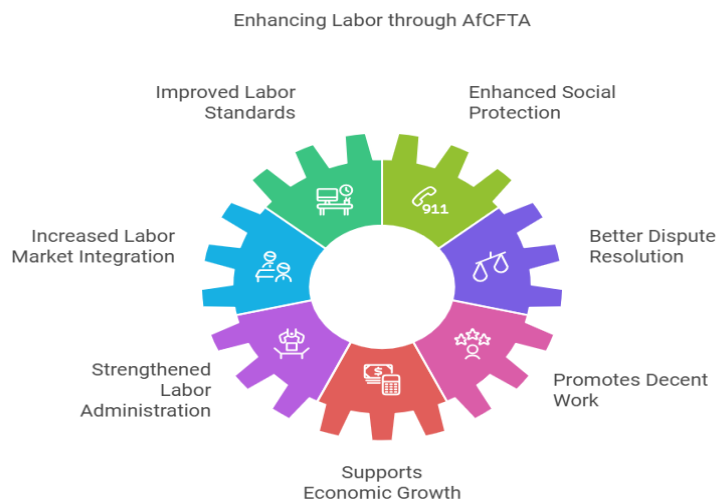 Enhancing Labor through AfCFTA
Improved Labor
Standards
Enhanced Social
Protection
911
Increased Labor
Market Integration
Better Dispute
Resolution
$
Strengthened
Labor
Administration
Promotes Decent
Work
Supports
Economic Growth